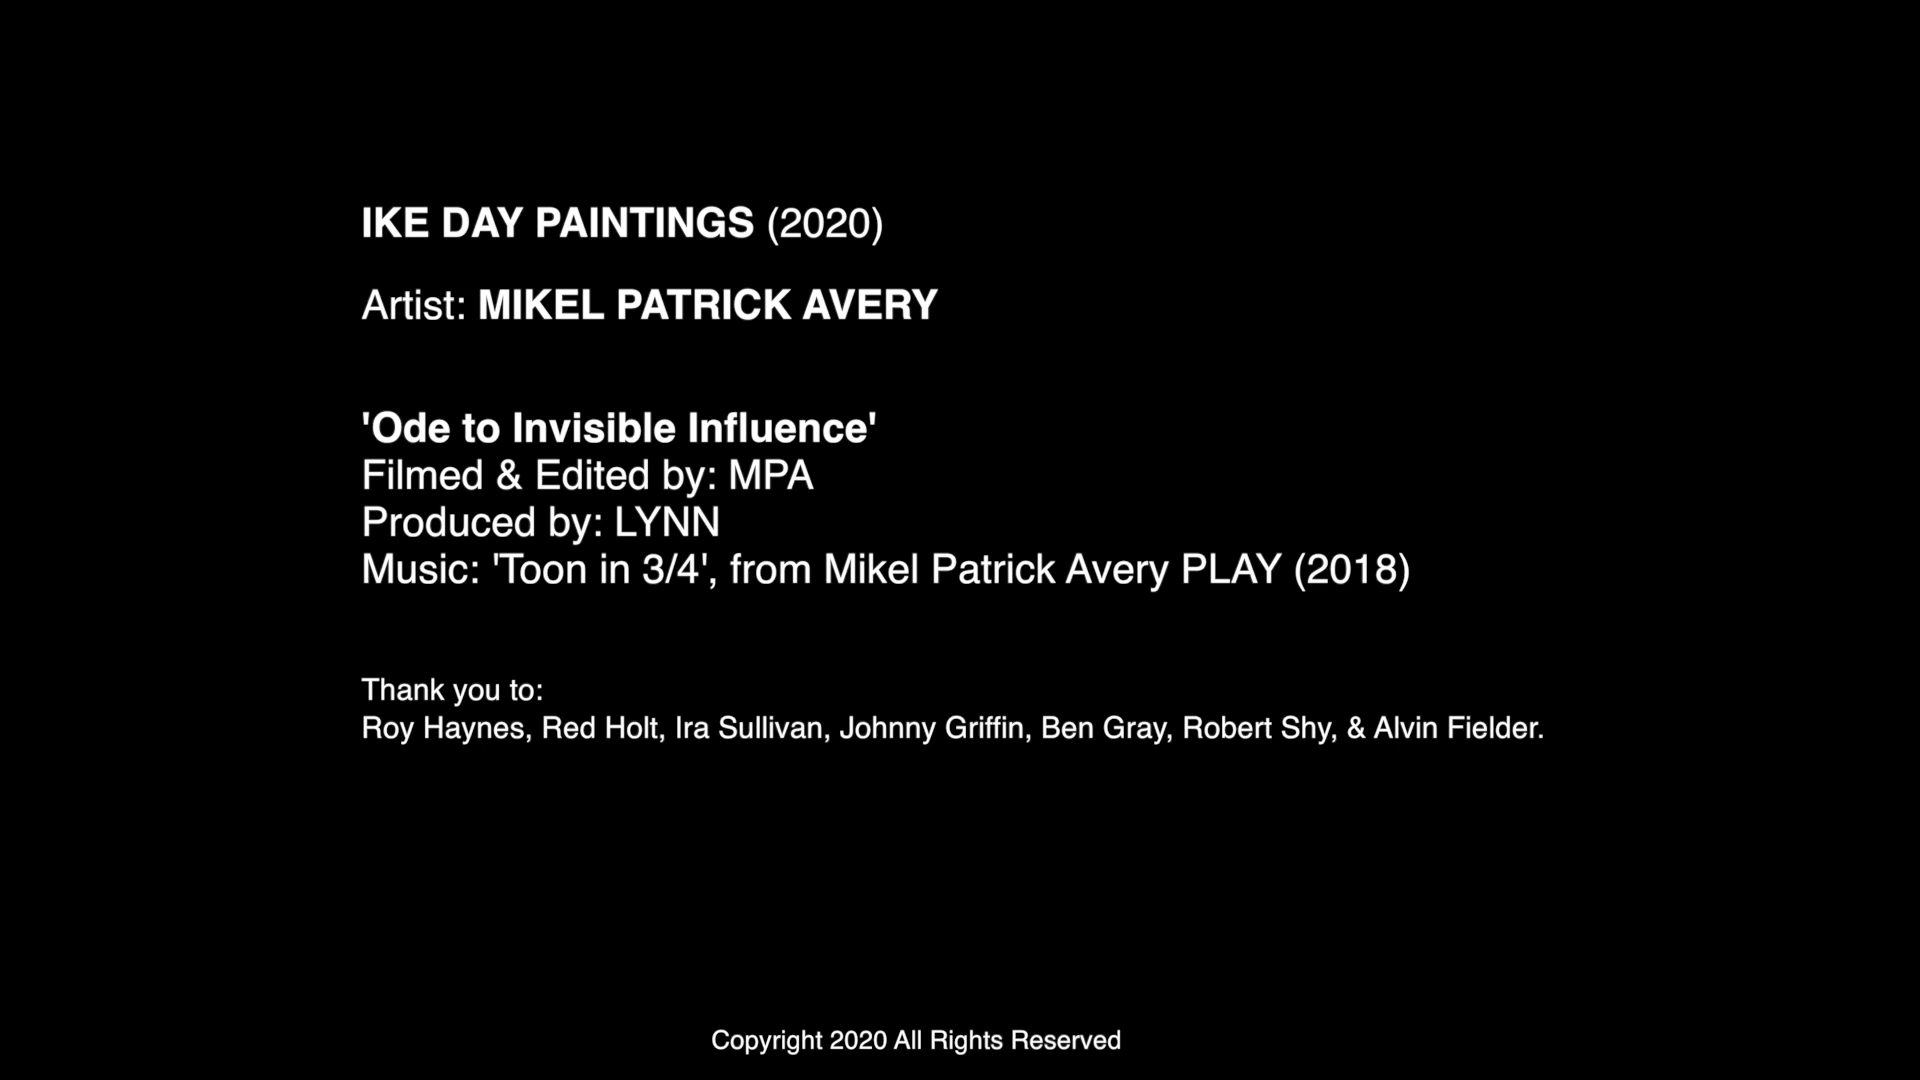 IKE DAY PAINTINGS (2020)
Artist: MIKEL PATRICK AVERY
'Ode to Invisible Influence'
Filmed & Edited by: MPA
Produced by: LYNN
Music: 'Toon in 3/4', from Mikel Patrick Avery PLAY (2018)
Thank you to:
Roy Haynes, Red Holt, Ira Sullivan, Johnny Griffin, Ben Gray, Robert Shy, & Alvin Fielder.
Copyright 2020 All Rights Reserved